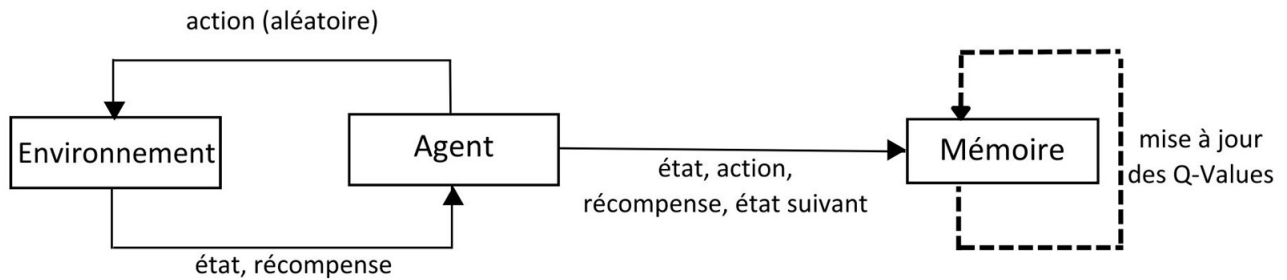 action (aléatoire)
Environnement
Agent
Mémoire
état, action,
récompense, état suivant
mise à jour
des Q-Values
état, récompense